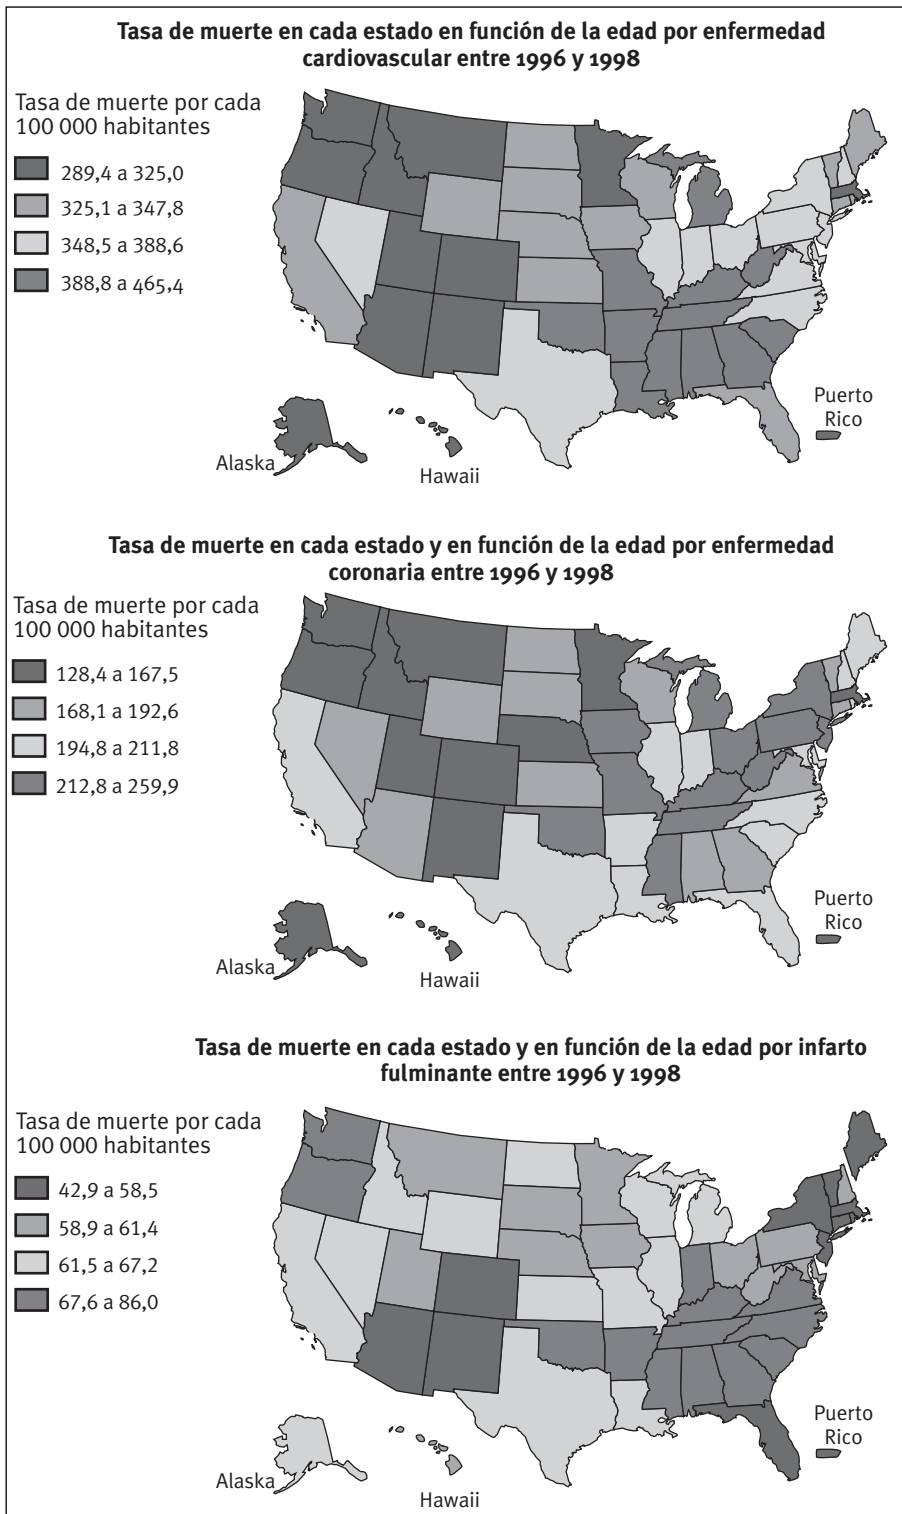 Tasa de muerte en cada estado en función de la edad por enfermedad
cardiovascular entre 1996 y 1998
Tasa de muerte por cada
100 000 habitantes
289,4 a 325,0
325,1 a 347,8
348,5 a 388,6
388,8 a 465,4
Puerto
Rico
Alaska
Hawaii
Tasa de muerte en cada estado y en función de la edad por enfermedad
coronaria entre 1996 y 1998
Tasa de muerte por cada
100 000 habitantes
128,4 a 167,5
168,1 a 192,6
194,8 a 211,8
212,8 a 259,9
Puerto
Rico
Alaska
Hawaii
Tasa de muerte en cada estado y en función de la edad por infarto
fulminante entre 1996 y 1998
Tasa de muerte por cada
100 000 habitantes
42,9 a 58,5
58,9 a 61,4
61,5 a 67,2
67,6 a 86,0
Puerto
Rico
Alaska
Hawaii